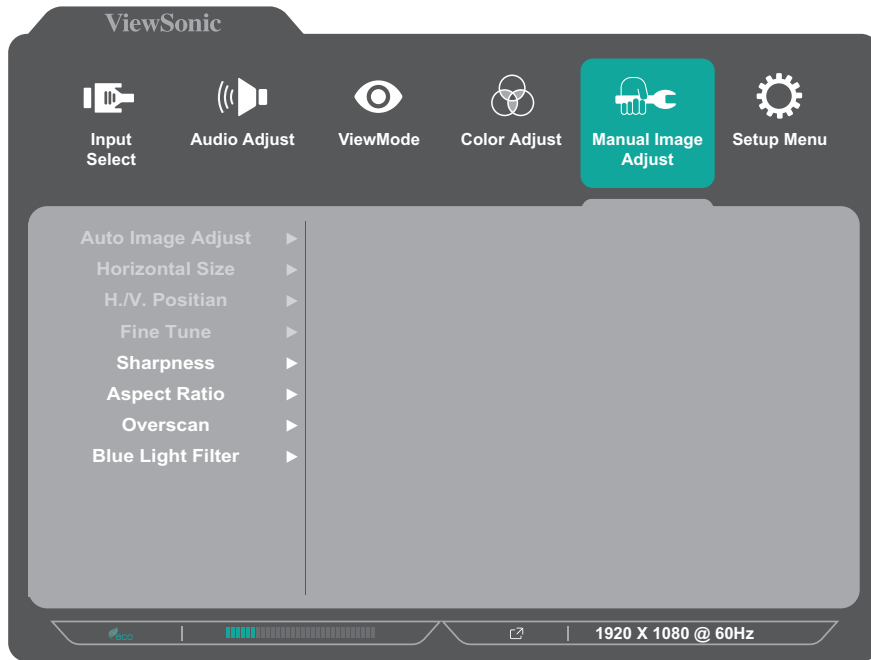 ViewSonic
Input
Select
Audio Adjust
ViewMode
Color Adjust
Manual Image
Adjust
Setup Menu
Auto Image Adjust
Horizontal Size
H./V. Positian
Fine Tune
Sharpness
Aspect Ratio
Overscan
Blue Light Filter
eco
1920 X 1080 @ 60Hz